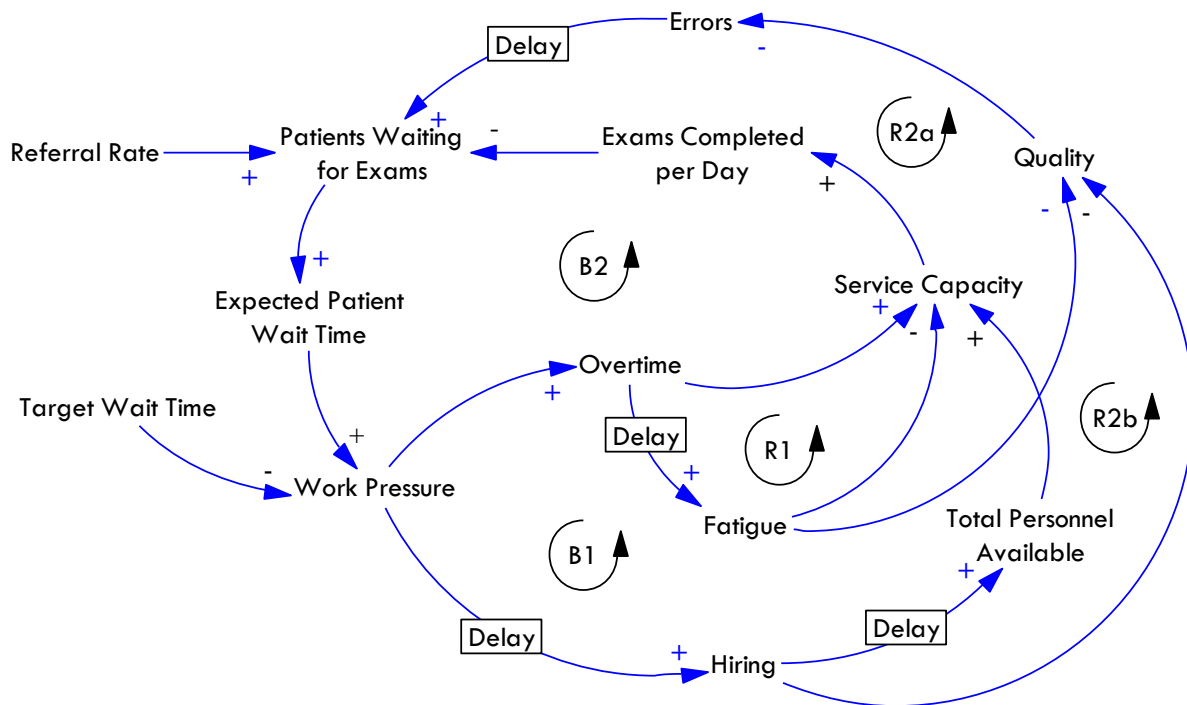 Errors
Delay
+
-
Patients Waiting
for Exams
-
Exams Completed
per Day
R2a
Referral Rate
+
+
Quality
-
-
+
B2
Service Capacity
Expected Patient
Wait Time
+
-
+
Overtime
+
Target Wait Time
+
Delay
R1
R2b
-
Work Pressure
+
Fatigue
Total Personnel
Available
B1
+
Delay
Delay
+
Hiring